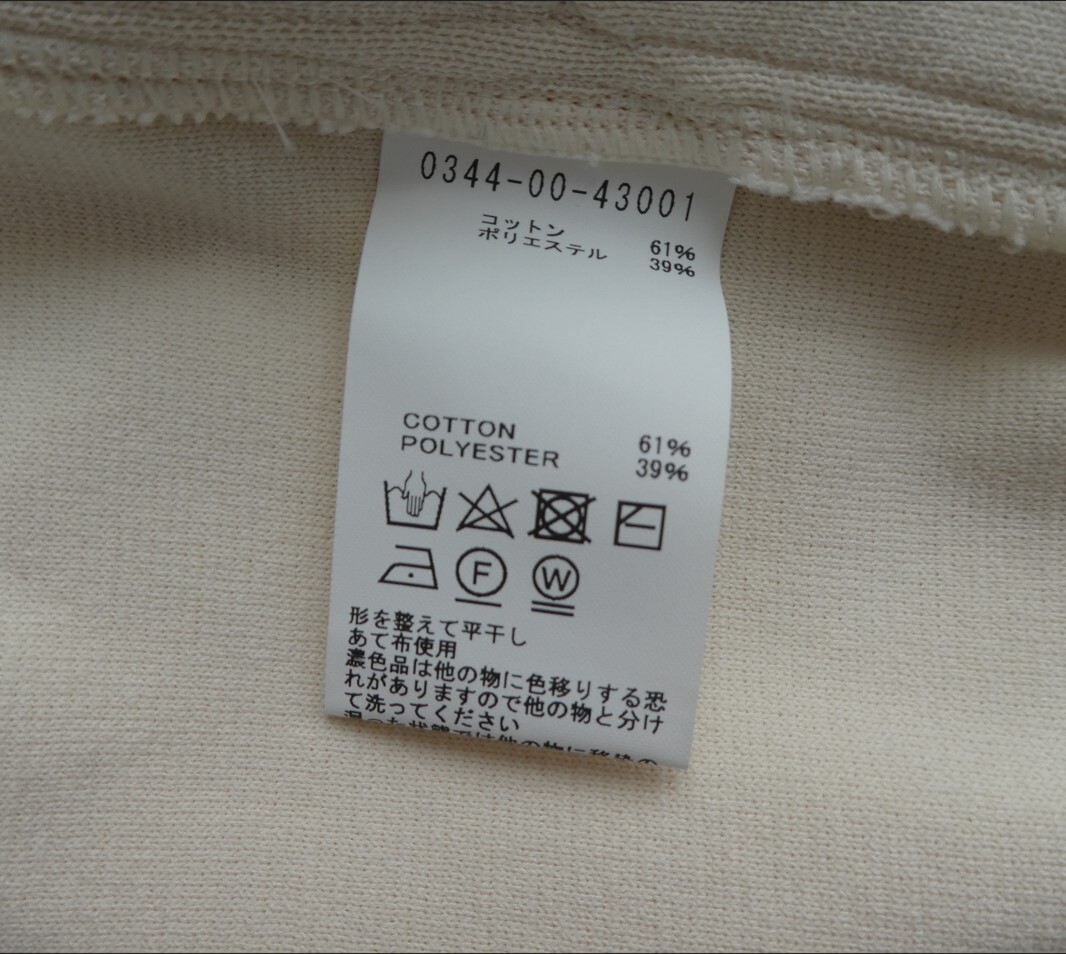 0344-00-43001
コットン 61%
ポリエステル 39%
COTTON 61%
POLYESTER 39%
F W
形を整えて平干し
あて布使用
濃色品は他の物に色移りする恐
れがありますので他の物と分け
て洗ってください